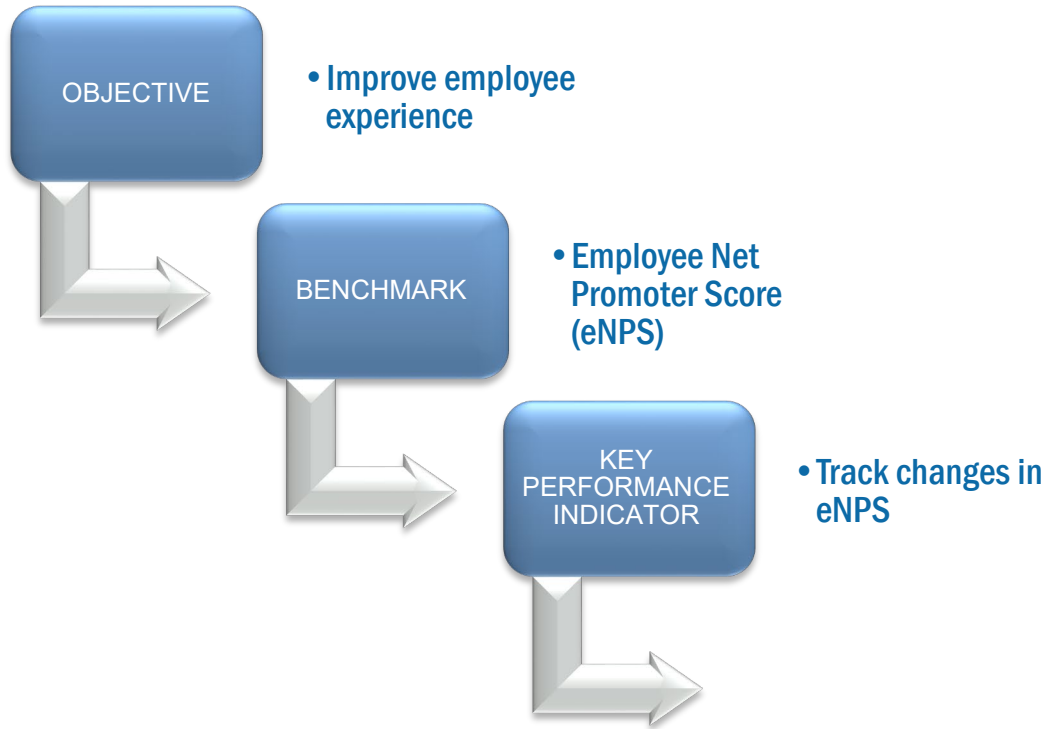 OBJECTIVE
• Improve employee
experience
BENCHMARK
• Employee Net
Promoter Score
(eNPS)
KEY
PERFORMANCE
INDICATOR
• Track changes in
eNPS